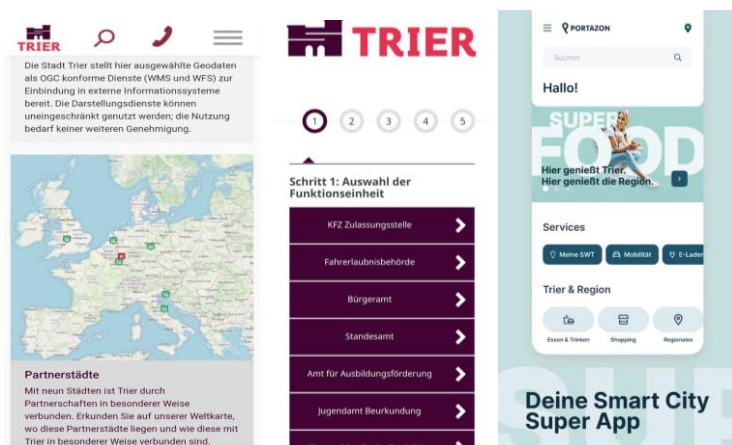 TRIER
Die Stadt Trier stellt hier ausgewählte Geodaten
als OGC konforme Dienste (WMS und WFS) zur
Einbindung in externe Informationssysteme
bereit. Die Darstellungsdienste können
uneingeschränkt genutzt werden; die Nutzung
bedarf keiner weiteren Genehmigung.
Partnerstädte
Mit neun Städten ist Trier durch
Partnerschaften in besonderer Weise
verbunden. Erkunden Sie auf unserer Weltkarte,
wo diese Partnerstädte liegen und wie diese mit
Trier in besonderer Weise verbunden sind.
TRIER
1 2 3 4 5
Schritt 1: Auswahl der
Funktionseinheit
KFZ Zulassungsstelle
Fahrerlaubnisbehörde
Bürgeramt
Standesamt
Amt für Ausbildungsförderung
Jugendamt Beurkundung
PORTAZON
Suchen
Hallo!
SUPER
FOOD
Hier genießt Trier.
Hier genießt die Region.
Services
Meine SWT Mobilität E-Laden
Trier & Region
Essen & Trinken Shopping Regionales
Deine Smart City
Super App